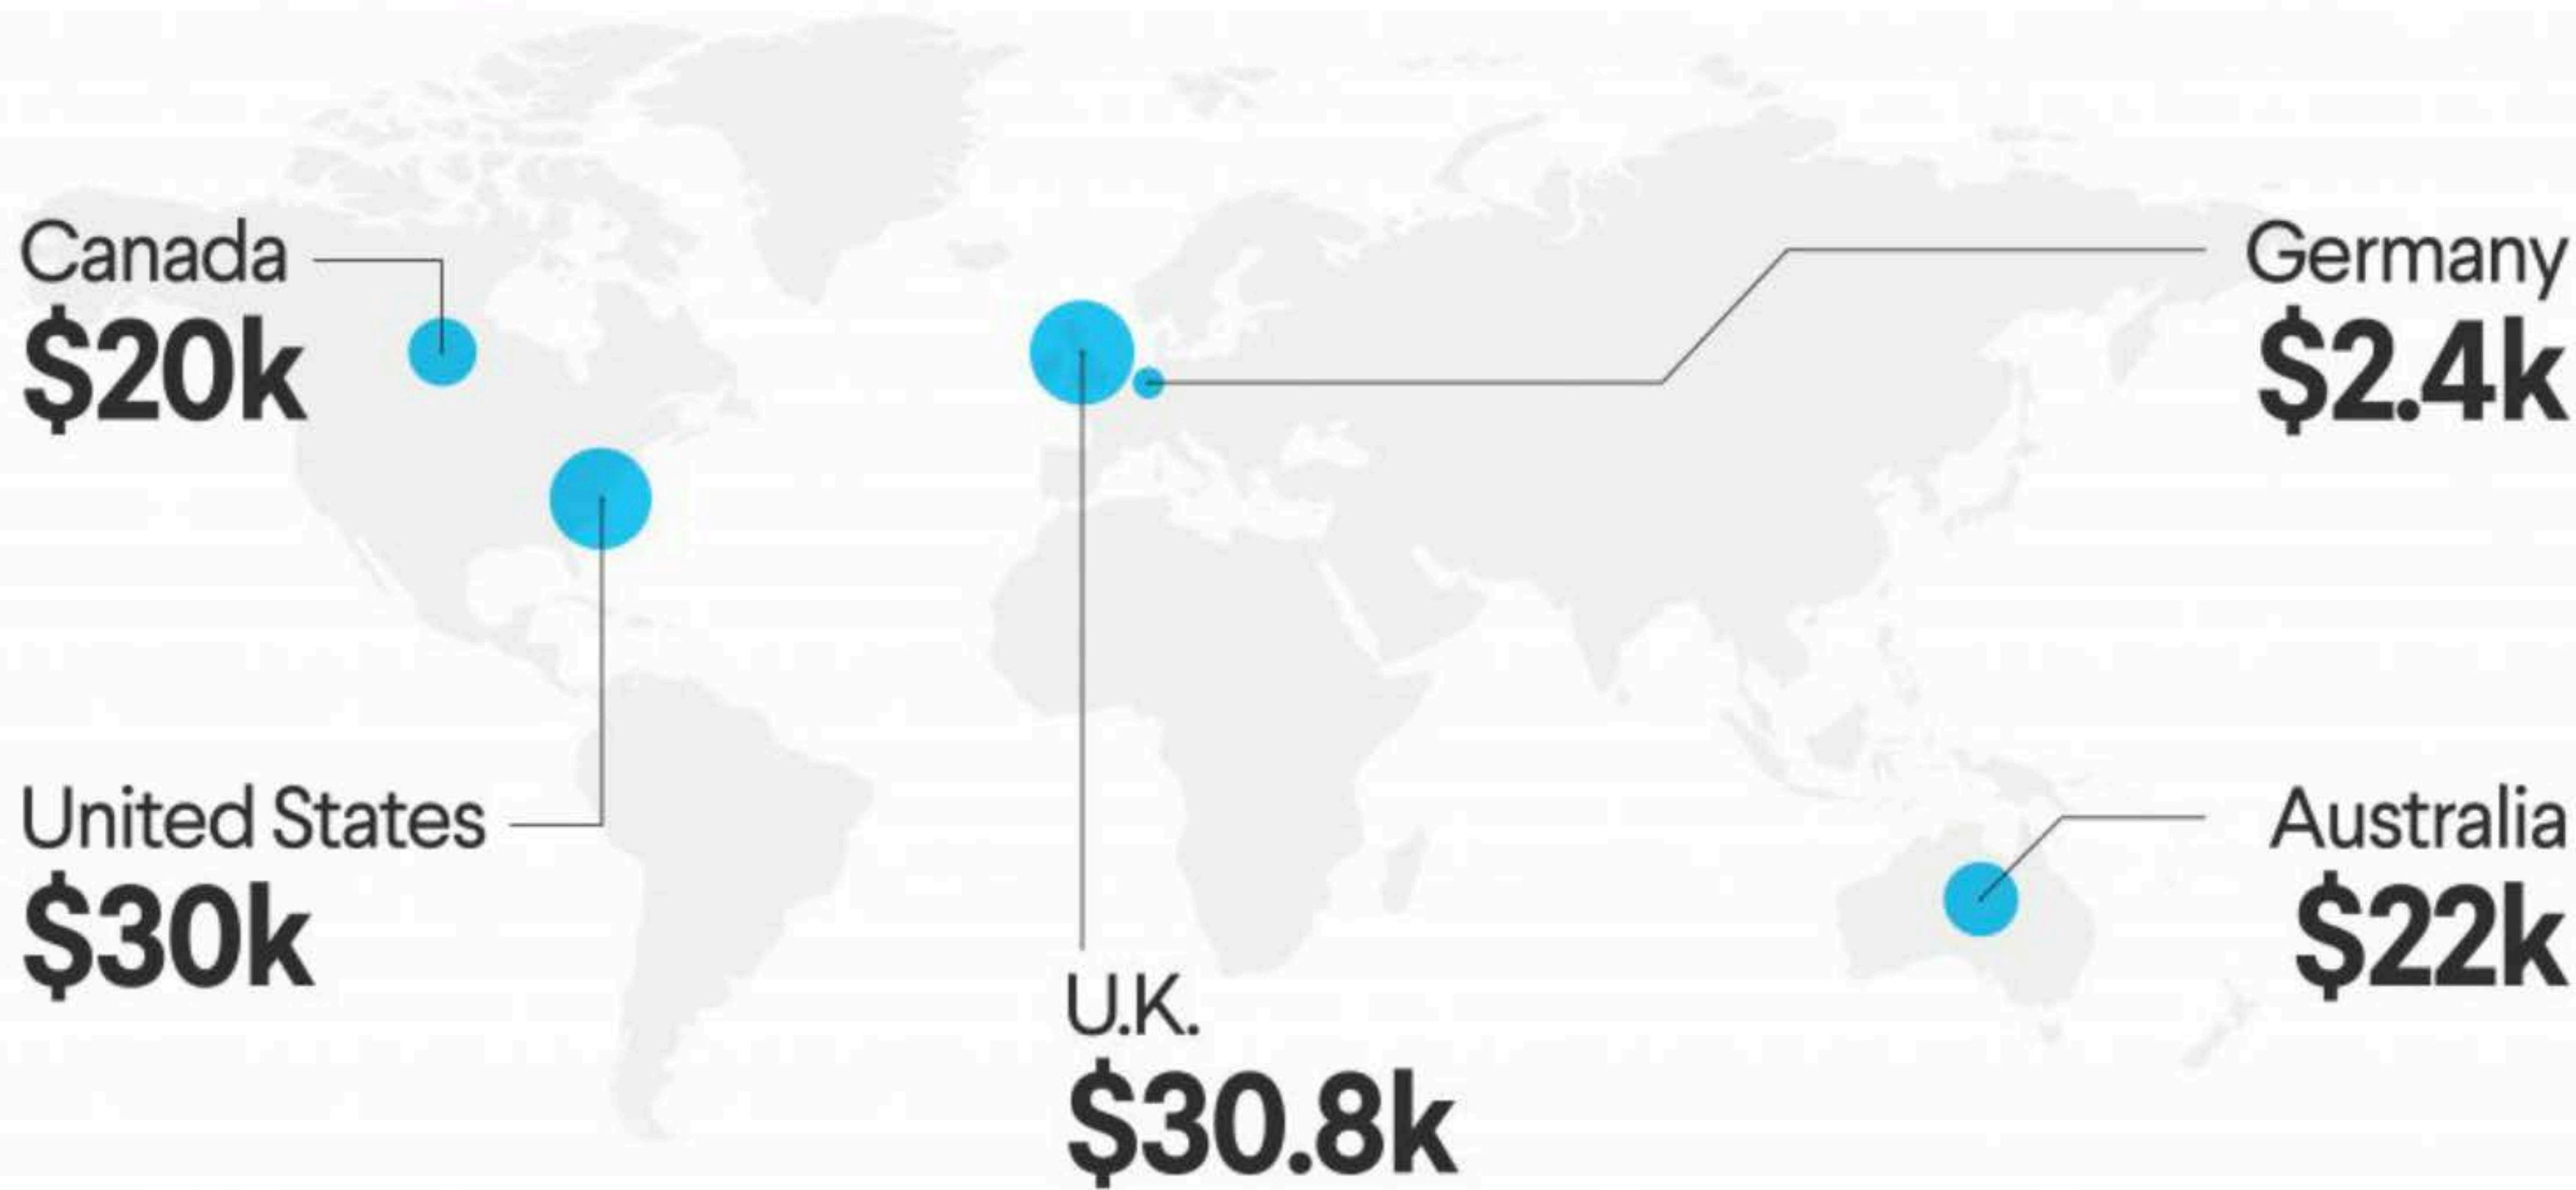 Canada
$20k
Germany
$2.4k
United States
$30k
Australia
$22k
U.K.
$30.8k